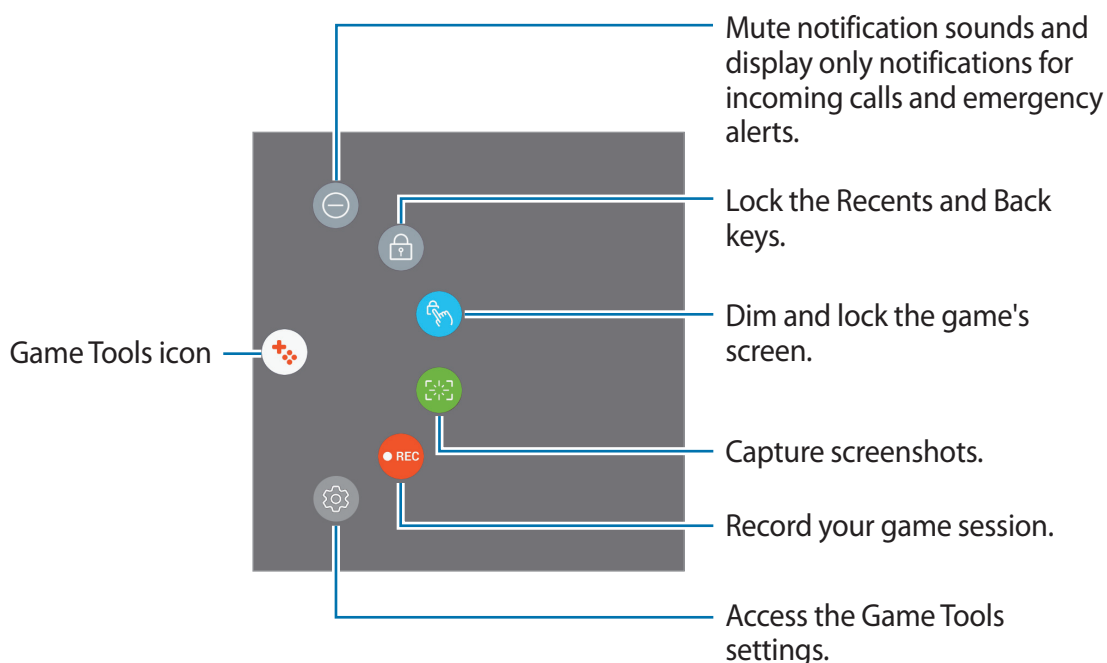 Mute notification sounds and
display only notifications for
incoming calls and emergency
alerts.
Lock the Recents and Back
keys.
Dim and lock the game's
screen.
Game Tools icon
Capture screenshots.
REC
Record your game session.
Access the Game Tools
settings.